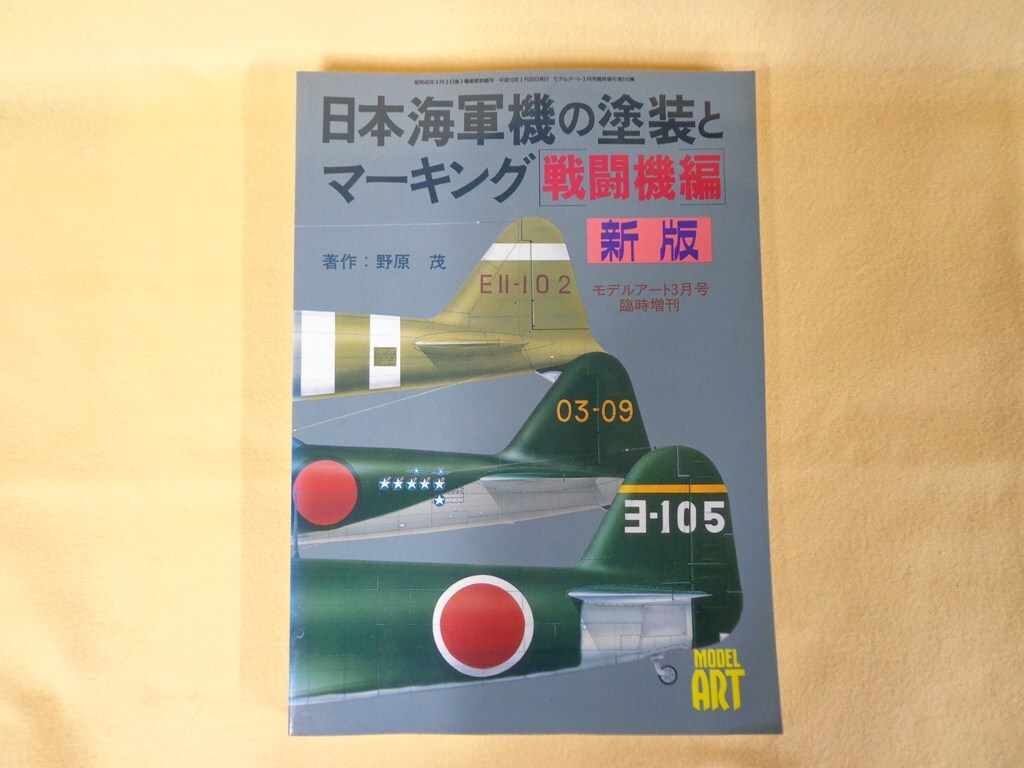 日本海軍機の塗装と
マーキング[戦闘機編]
新版
著作：野原 茂
モデルアート3月号
臨時増刊
EII-102
03-09
ヨ-105
MODEL
ART